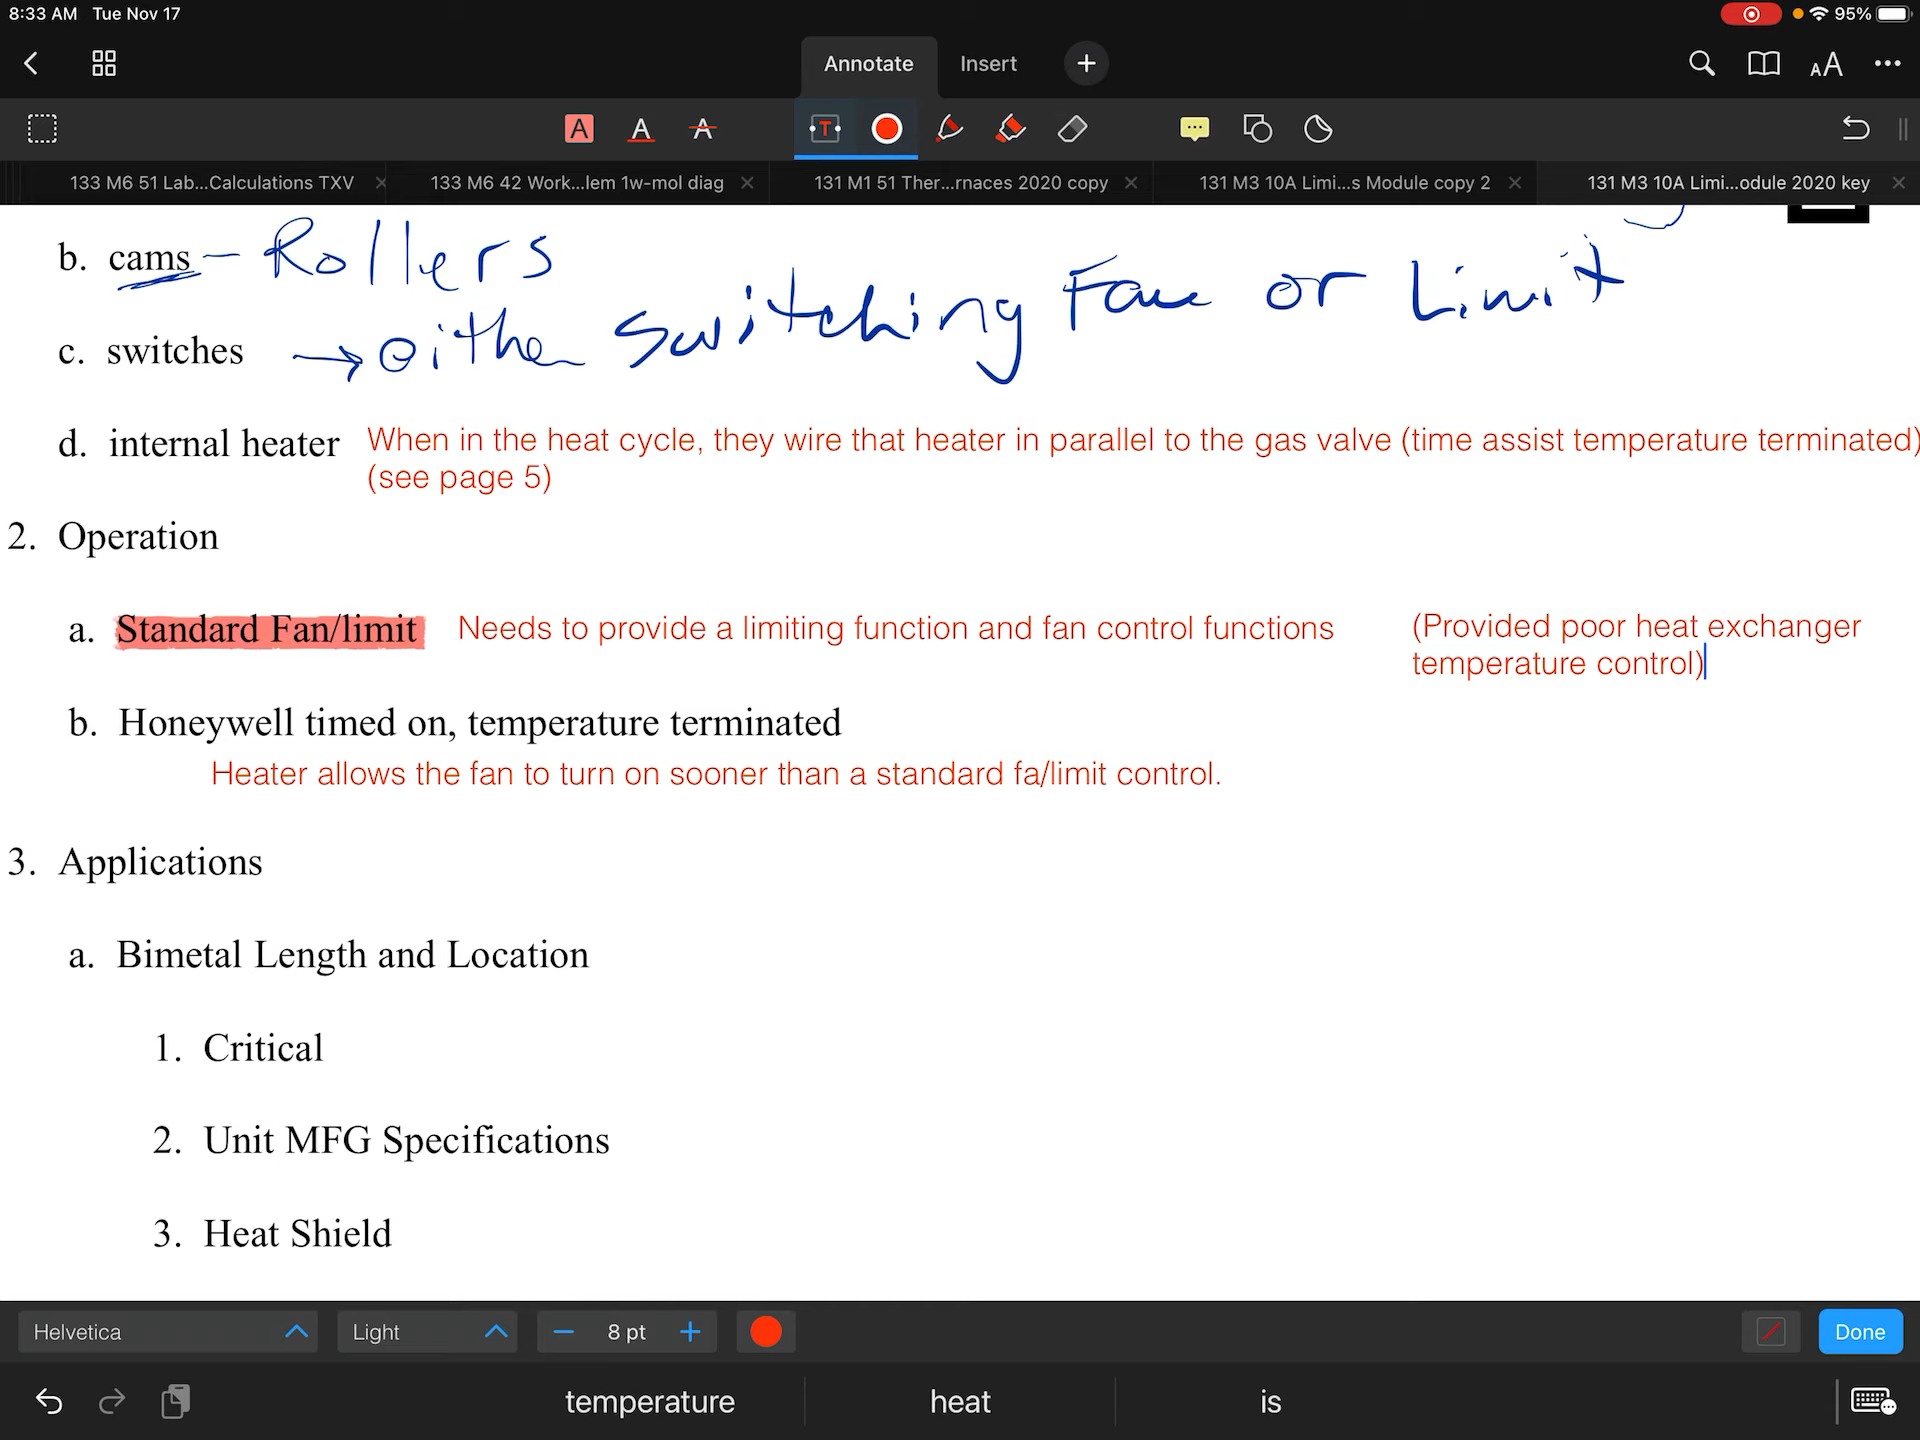 8:33 AM Tue Nov 17
95%
Annotate Insert
AA
A A A T
133 M6 51 Lab...Calculations TXV 133 M6 42 Work...lem 1w-mol diag 131 M1 51 Ther...rnaces 2020 copy 131 M3 10A Limi...s Module copy 2 131 M3 10A Limi...odule 2020 key
b. cams - Rollers
c. switches → either switching Fan or Limit
d. internal heater When in the heat cycle, they wire that heater in parallel to the gas valve (time assist temperature terminated)
(see page 5)
2. Operation
a. Standard Fan/limit Needs to provide a limiting function and fan control functions (Provided poor heat exchanger
temperature control)
b. Honeywell timed on, temperature terminated
Heater allows the fan to turn on sooner than a standard fa/limit control.
3. Applications
a. Bimetal Length and Location
1. Critical
2. Unit MFG Specifications
3. Heat Shield
Helvetica Light 8 pt Done
temperature heat is